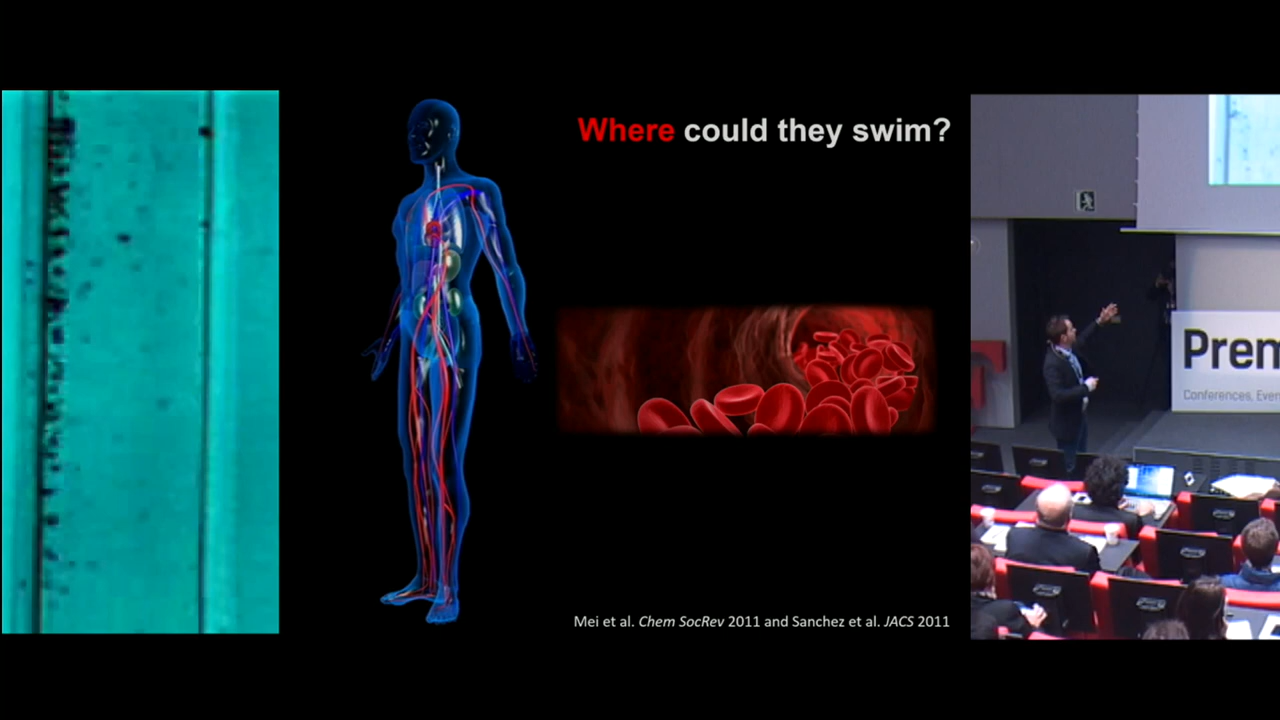 Where could they swim?
Mei et al. Chem SocRev 2011 and Sanchez et al. JACS 2011
Prem
Conferences, Even